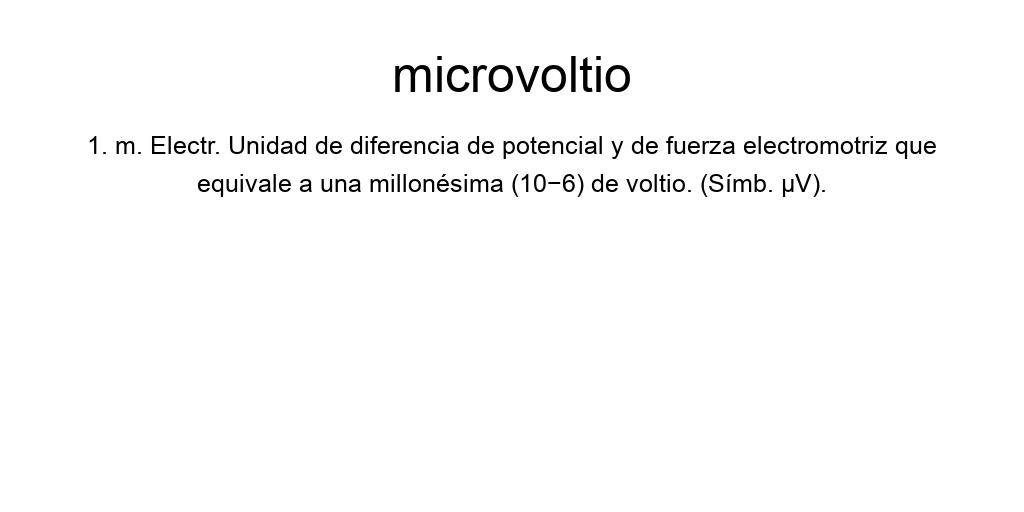 microvoltio
1. m. Electr. Unidad de diferencia de potencial y de fuerza electromotriz que
equivale a una millonésima (10−6) de voltio. (Símb. µV).